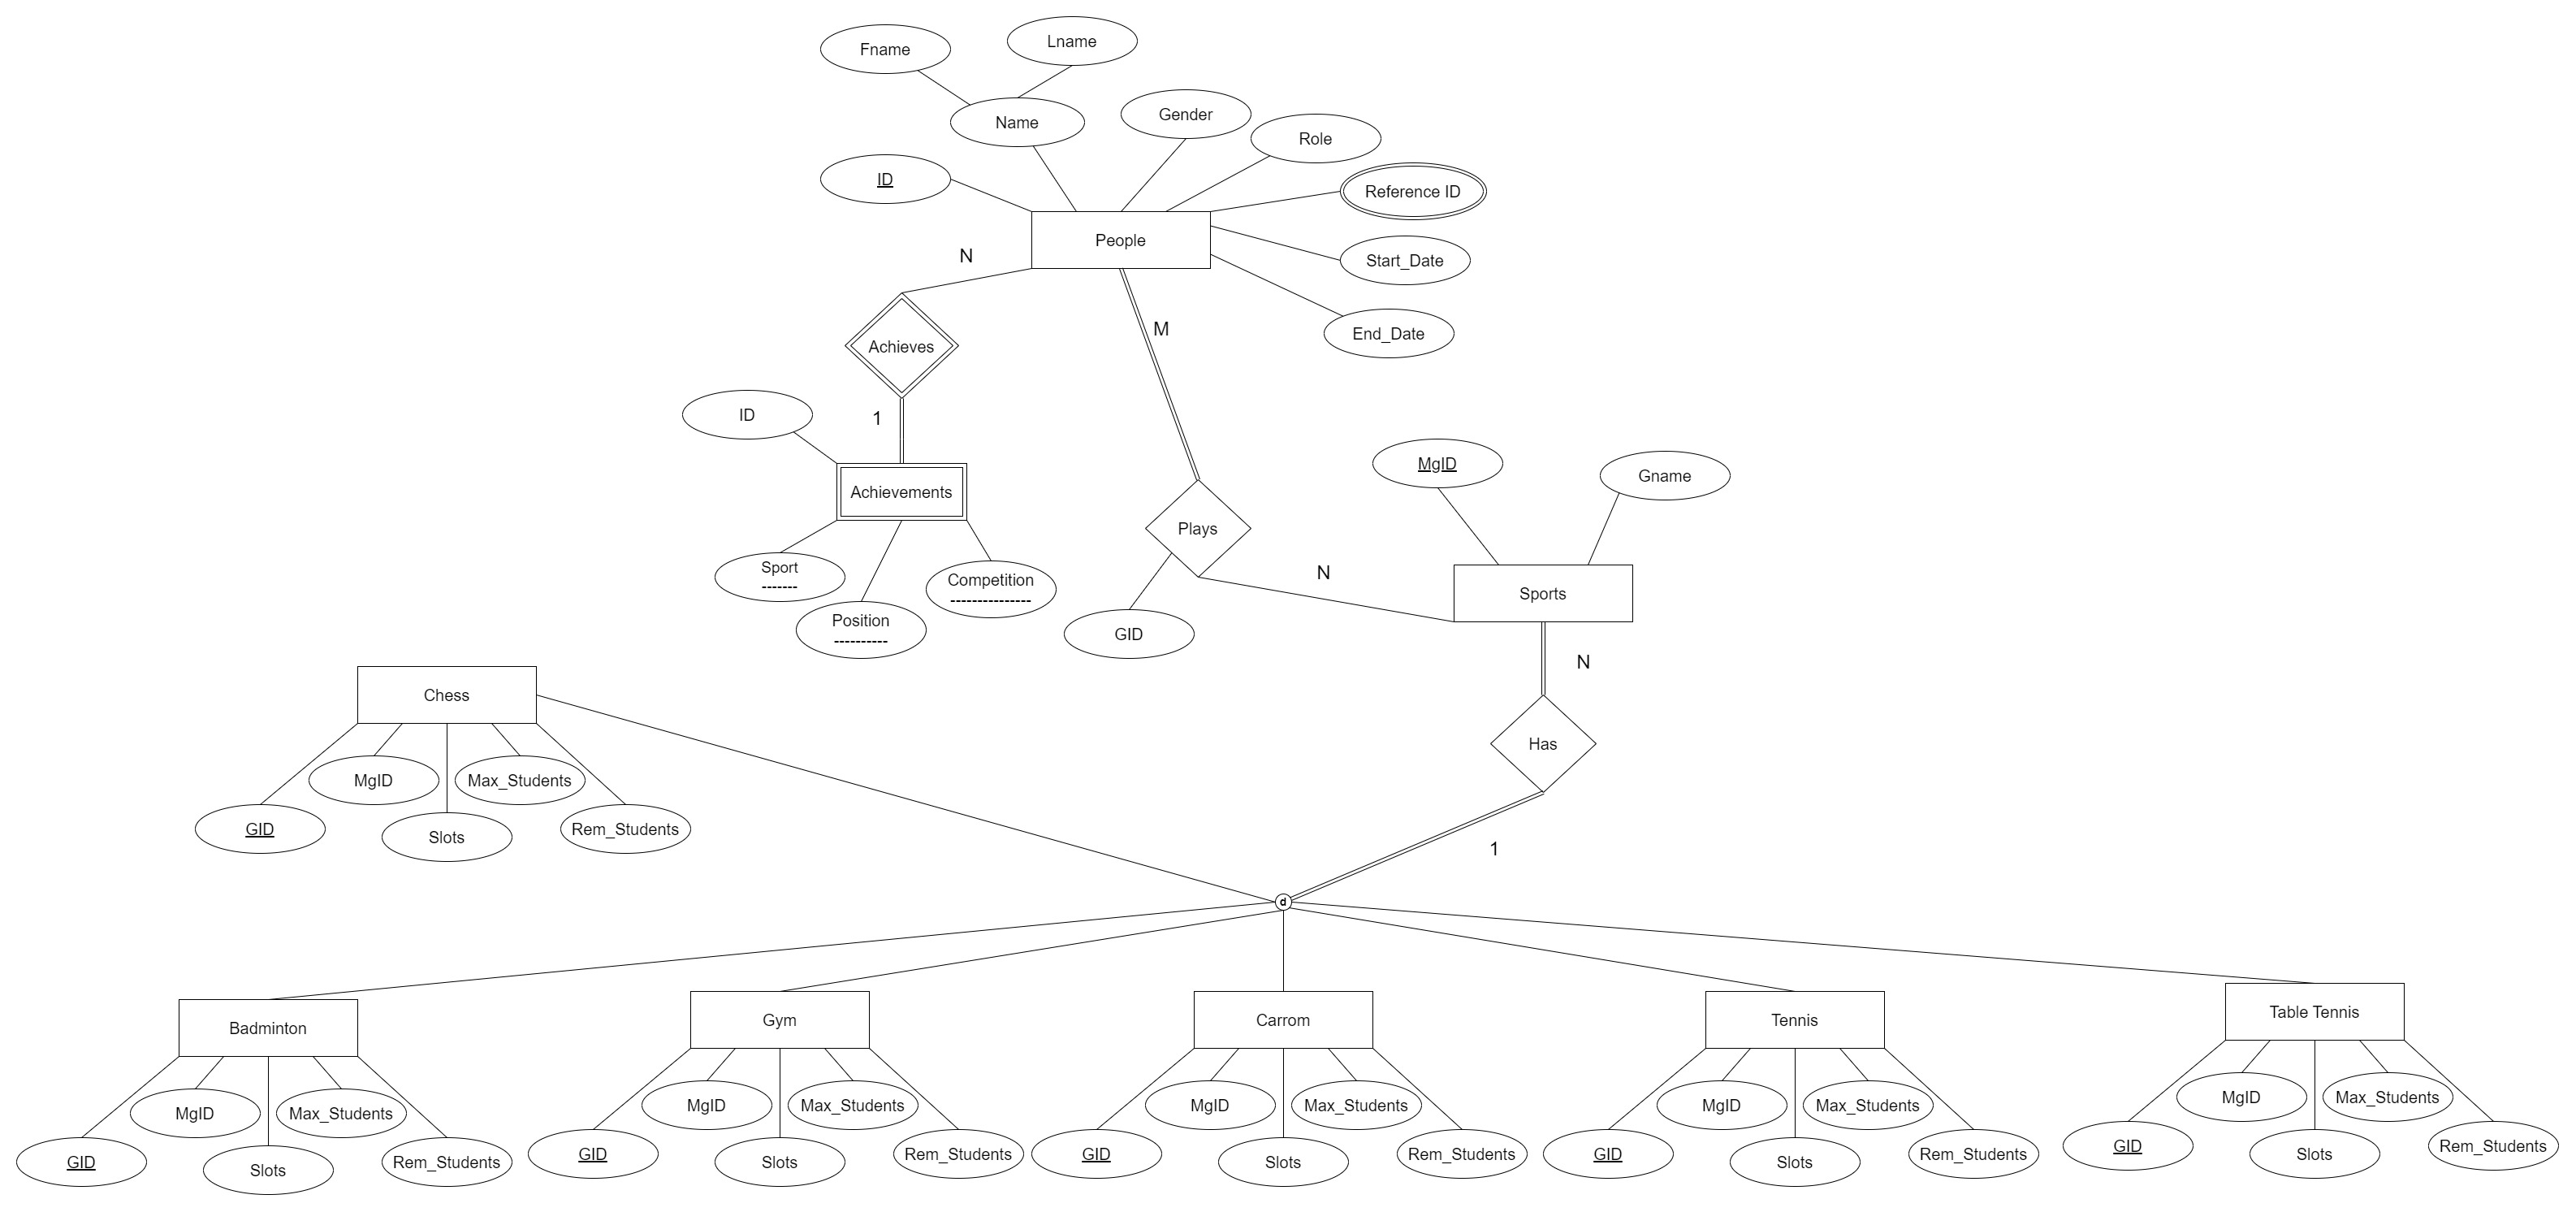 Lname
Fname
Gender
Name
Role
ID
Reference ID
People
N
Start_Date
M
End_Date
Achieves
ID
1
MgID
Gname
Achievements
Plays
Sport
-------
N
Competition
---------------
Sports
Position
----------
GID
N
Chess
Has
MgID
Max_Students
GID
Slots
Rem_Students
1
d
Table Tennis
Badminton
Gym
Carrom
Tennis
MgID
Max_Students
GID
Slots
Rem_Students
MgID
Max_Students
GID
Slots
Rem_Students
MgID
Max_Students
GID
Slots
Rem_Students
MgID
Max_Students
GID
Slots
Rem_Students
MgID
Max_Students
GID
Slots
Rem_Students